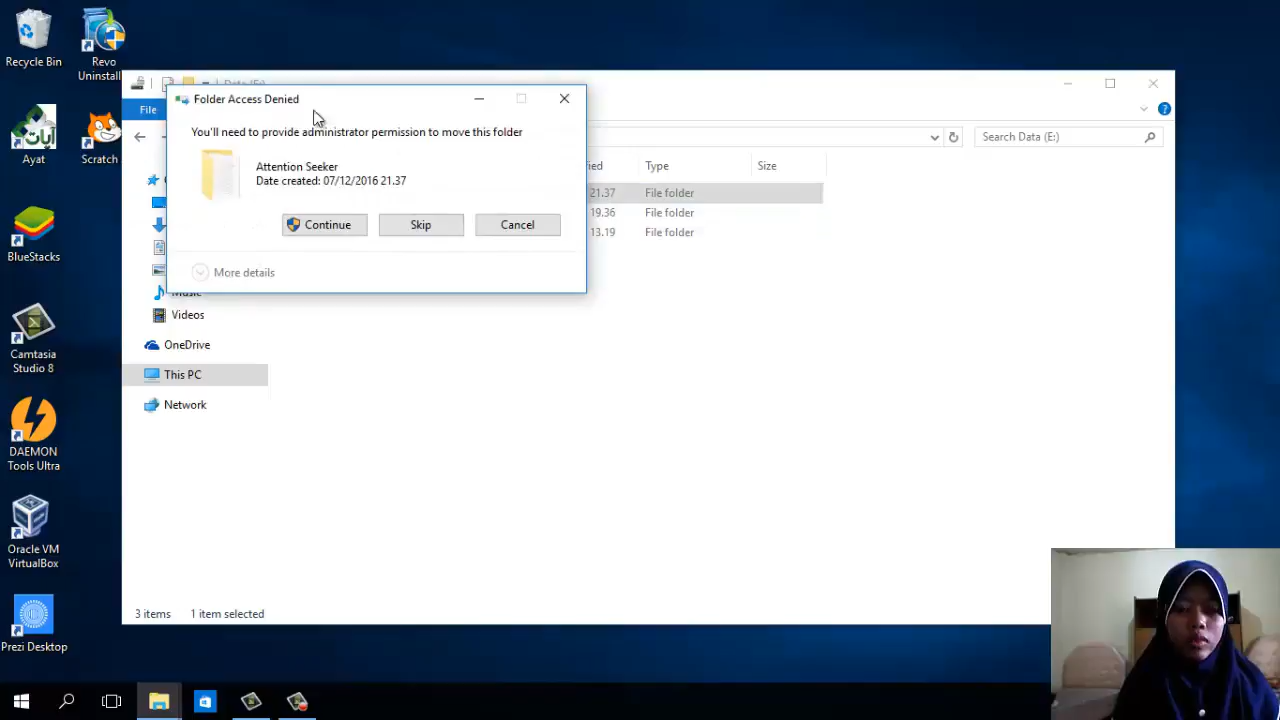 Recycle Bin
Revo
Uninstall
Ayat
Scratch
BlueStacks
Camtasia
Studio 8
DAEMON
Tools Ultra
Oracle VM
VirtualBox
Prezi Desktop
Data (E:)
File
Search Data (E:)
Type
Size
21.37 File folder
19.36 File folder
13.19 File folder
Folder Access Denied
You'll need to provide administrator permission to move this folder
Attention Seeker
Date created: 07/12/2016 21.37
Continue
Skip
Cancel
More details
Music
Videos
OneDrive
This PC
Network
3 items
1 item selected